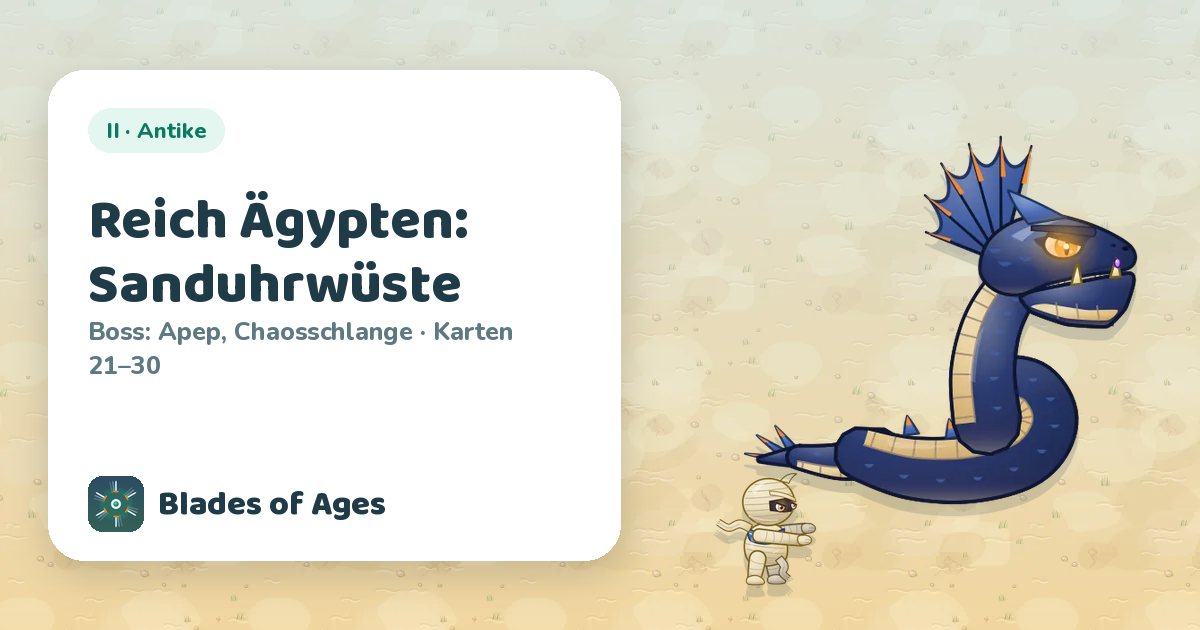 II · Antike
Reich Ägypten:
Sanduhrwüste
Boss: Apep, Chaosschlange · Karten
21–30
Blades of Ages